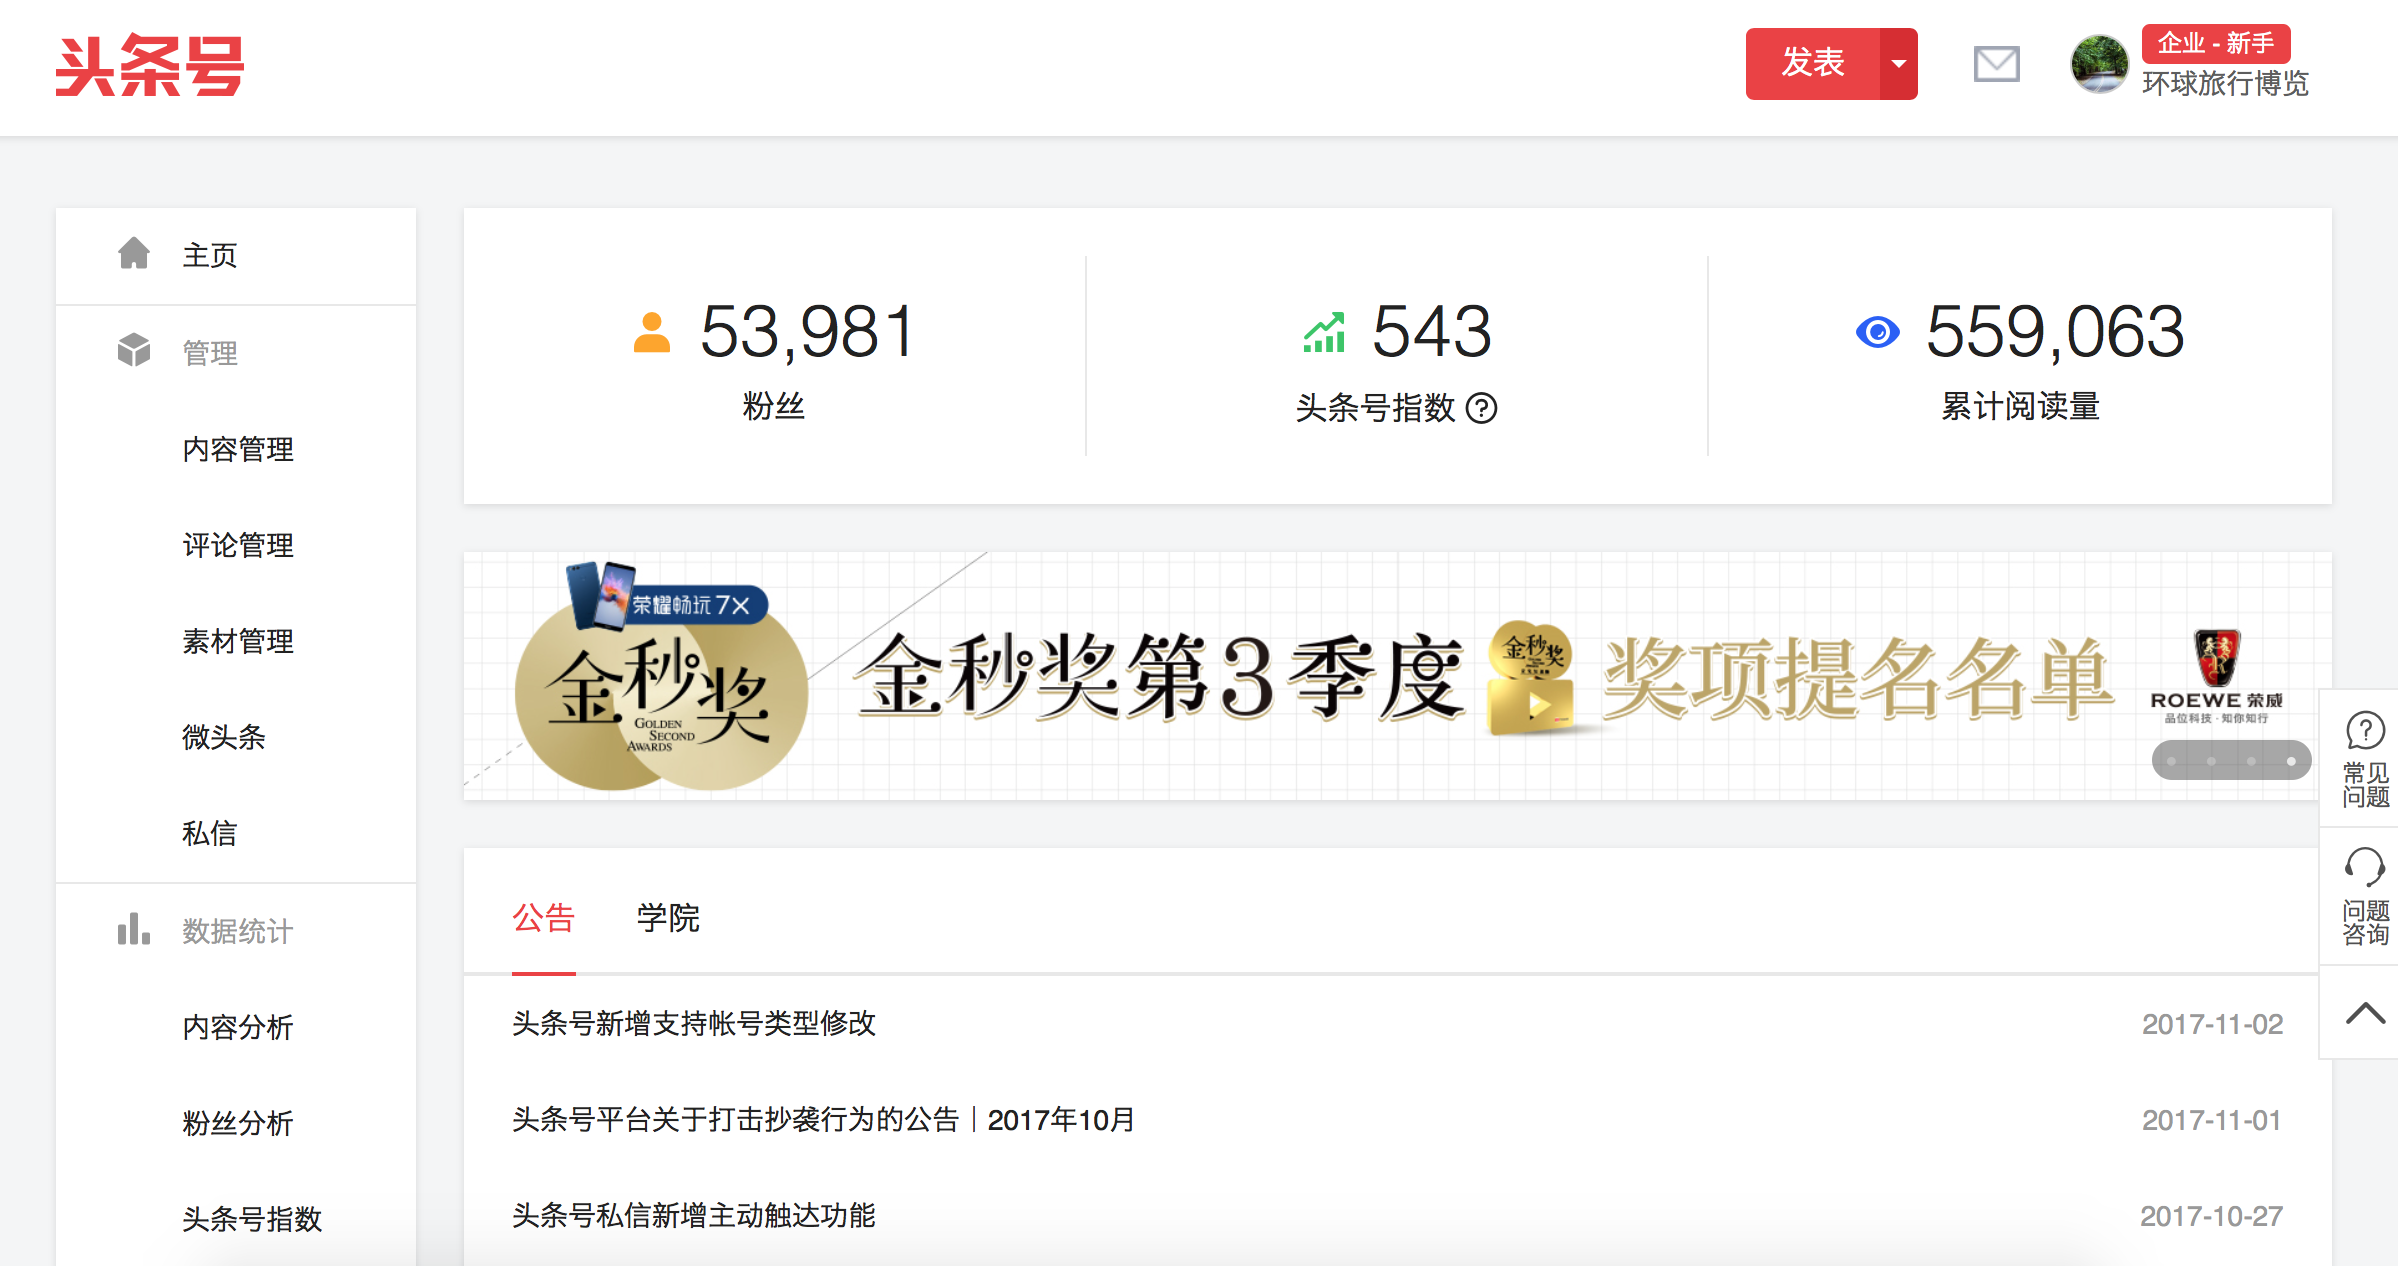 头条号
发表
企业 - 新手
环球旅行博览
主页
管理
内容管理
评论管理
素材管理
微头条
私信
数据统计
内容分析
粉丝分析
头条号指数
53,981
粉丝
543
头条号指数 ?
559,063
累计阅读量
荣耀畅玩 7X
金秒奖
GOLDEN
SECOND
AWARDS
金秒奖第3季度
金秒奖
奖项提名名单
ROEWE 荣威
品位科技 · 知你知行
常见
问题
问题
咨询
公告 学院
头条号新增支持帐号类型修改 2017-11-02
头条号平台关于打击抄袭行为的公告｜2017年10月 2017-11-01
头条号私信新增主动触达功能 2017-10-27